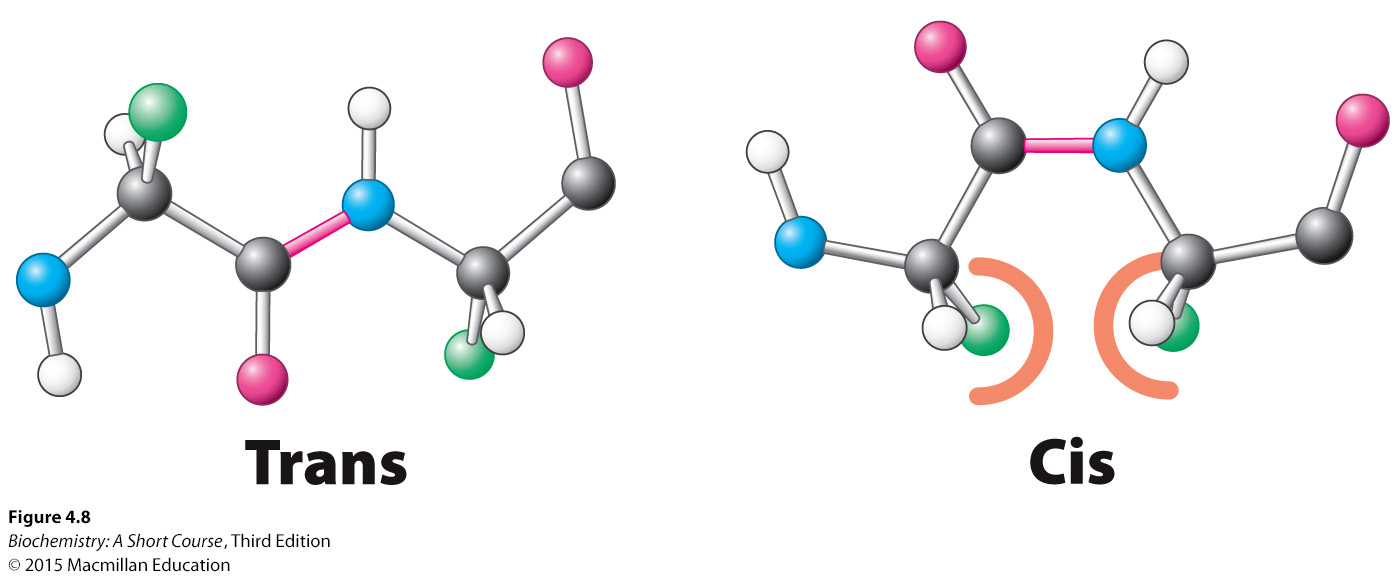 Trans
Cis
Figure 4.8
Biochemistry: A Short Course, Third Edition
© 2015 Macmillan Education